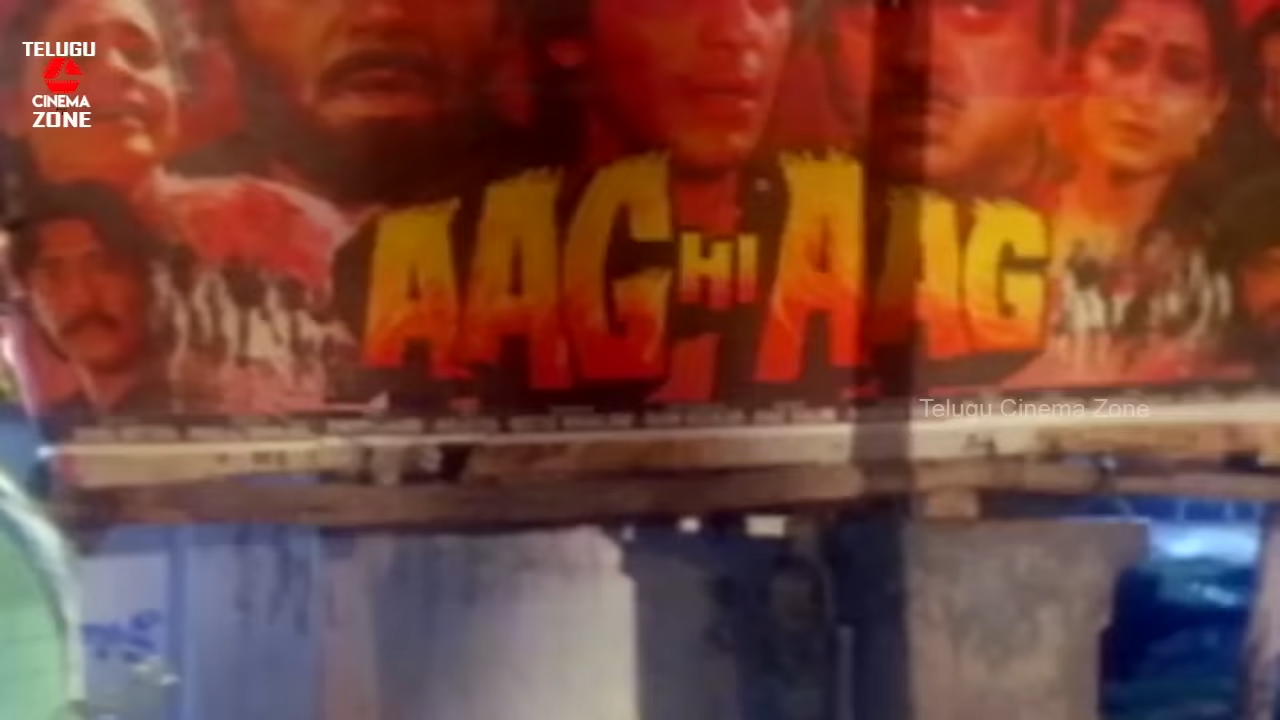 TELUGU
CINEMA
ZONE
AAG HI AAG
Telugu Cinema Zone